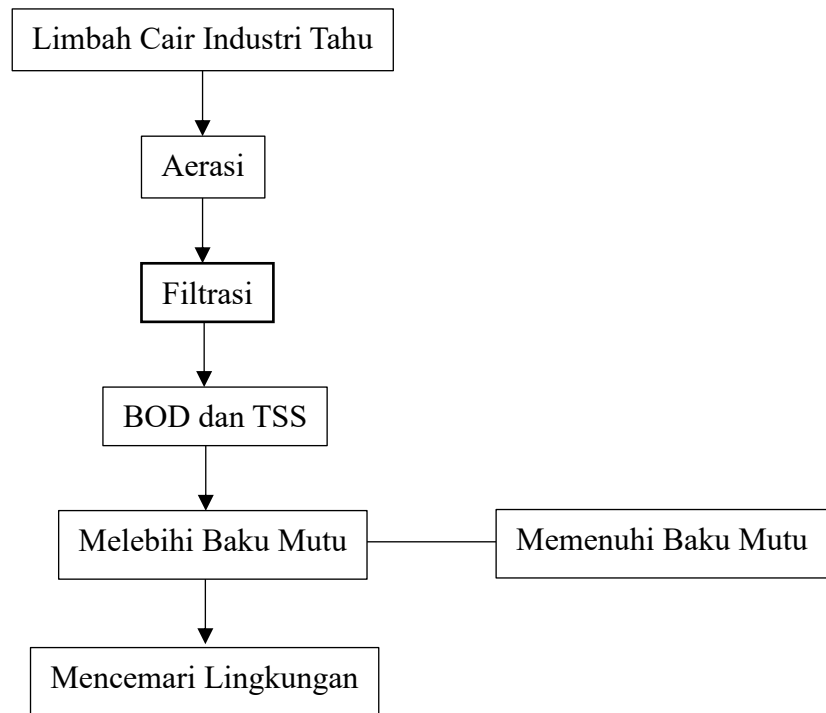 Limbah Cair Industri Tahu
Aerasi
Filtrasi
BOD dan TSS
Melebihi Baku Mutu
Memenuhi Baku Mutu
Mencemari Lingkungan